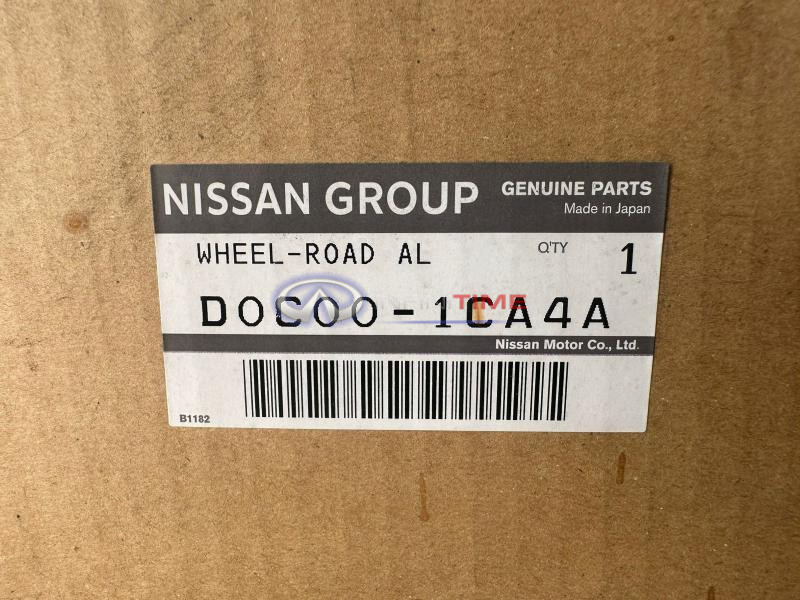 NISSAN GROUP
GENUINE PARTS
Made in Japan
WHEEL-ROAD AL
Q'TY
1
D0C00-1CA4A
TIME
Nissan Motor Co., Ltd.
B1182